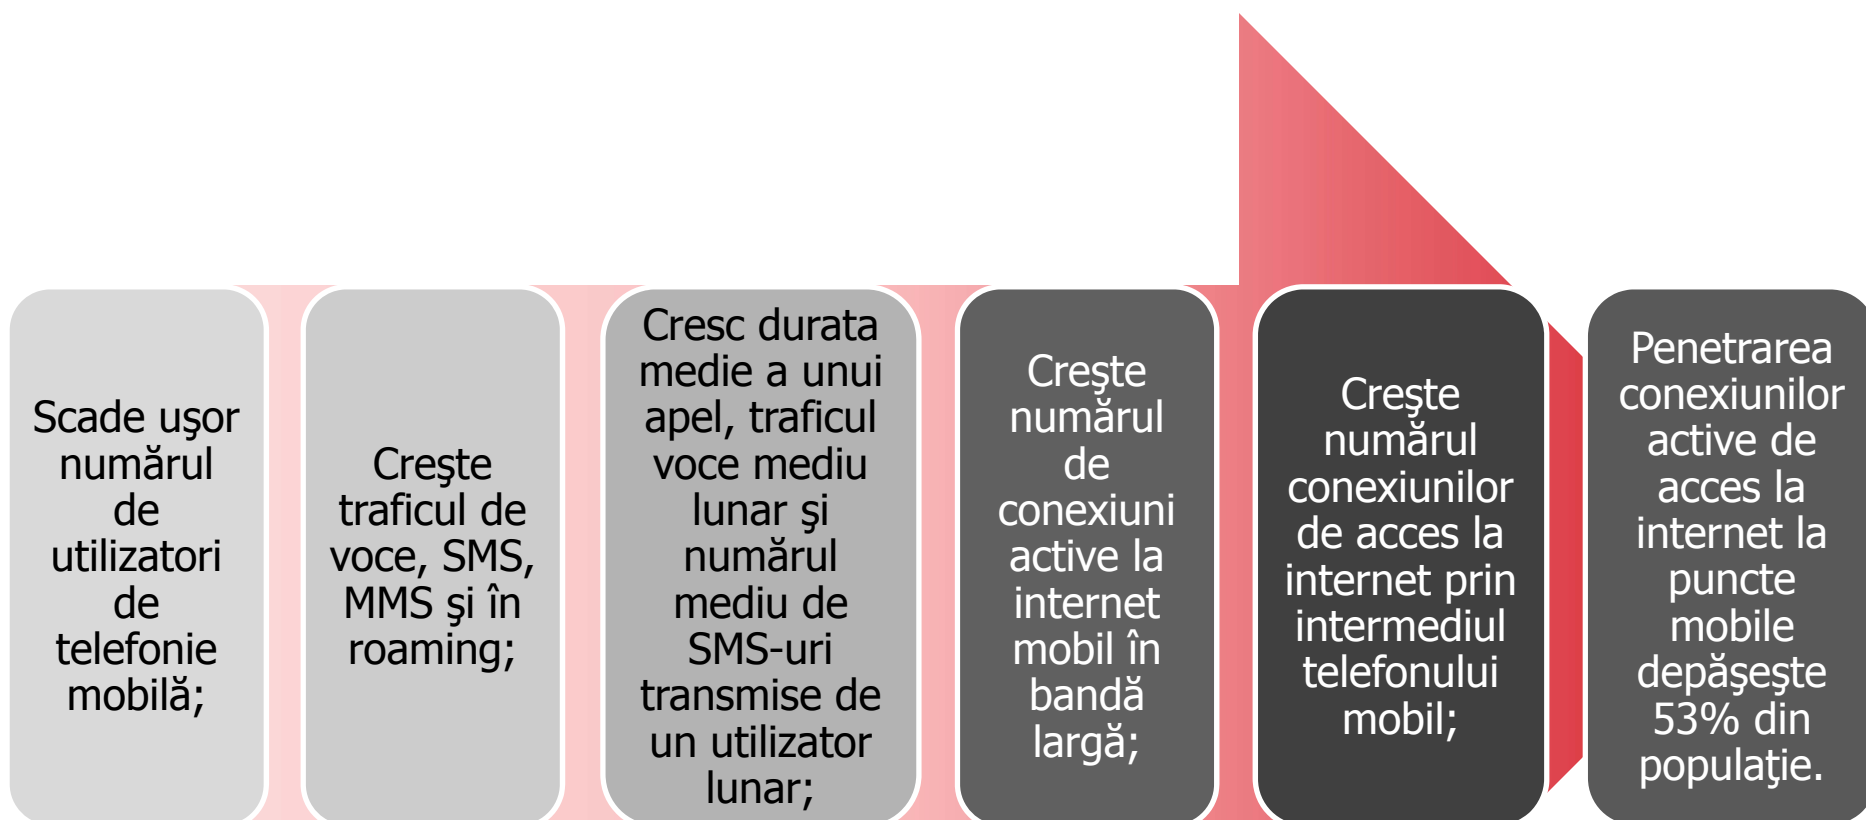 Scade uşor
numărul
de
utilizatori
de
telefonie
mobilă;
Creşte
traficul de
voce, SMS,
MMS şi în
roaming;
Cresc durata
medie a unui
apel, traficul
voce mediu
lunar şi
numărul
mediu de
SMS-uri
transmise de
un utilizator
lunar;
Creşte
numărul
de
conexiuni
active la
internet
mobil în
bandă
largă;
Creşte
numărul
conexiunilor
de acces la
internet prin
intermediul
telefonului
mobil;
Penetrarea
conexiunilor
active de
acces la
internet la
puncte
mobile
depăşeşte
53% din
populaţie.